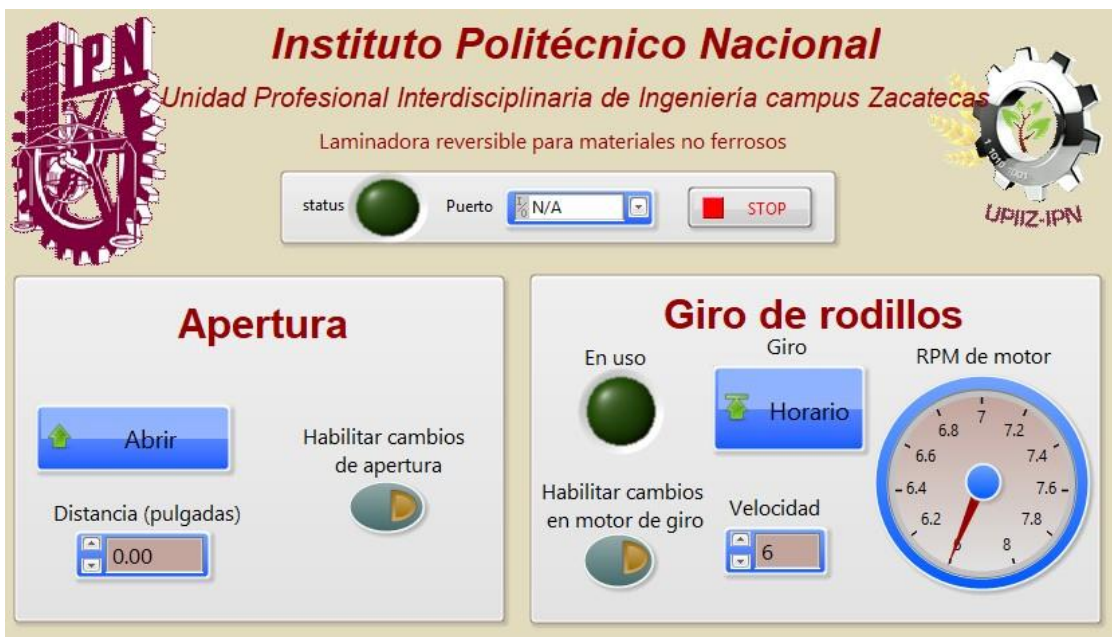 IPN
Instituto Politécnico Nacional
Unidad Profesional Interdisciplinaria de Ingeniería campus Zacatecas
Laminadora reversible para materiales no ferrosos
status
Puerto
I/O
N/A
STOP
UPIIZ-IPN
Apertura
Abrir
Habilitar cambios
de apertura
Distancia (pulgadas)
0.00
Giro de rodillos
En uso
Giro
Horario
Habilitar cambios
en motor de giro
Velocidad
6
RPM de motor
6
6.2
6.4
6.6
6.8
7
7.2
7.4
7.6
7.8
8